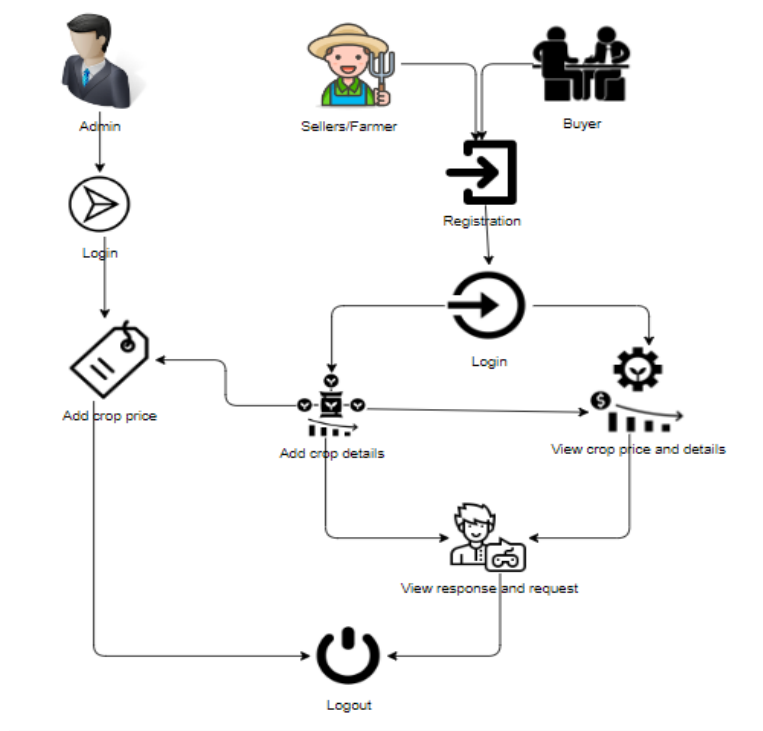 Admin
Sellers/Farmer
Buyer
Registration
Login
Login
Add crop price
Add crop details
View crop price and details
$
View response and request
Logout